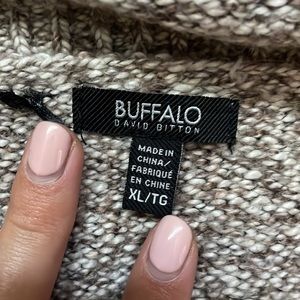 BUFFALO
DAVID BITTON
MADE IN
CHINA/
FABRIQUÉ
EN CHINE
XL/TG